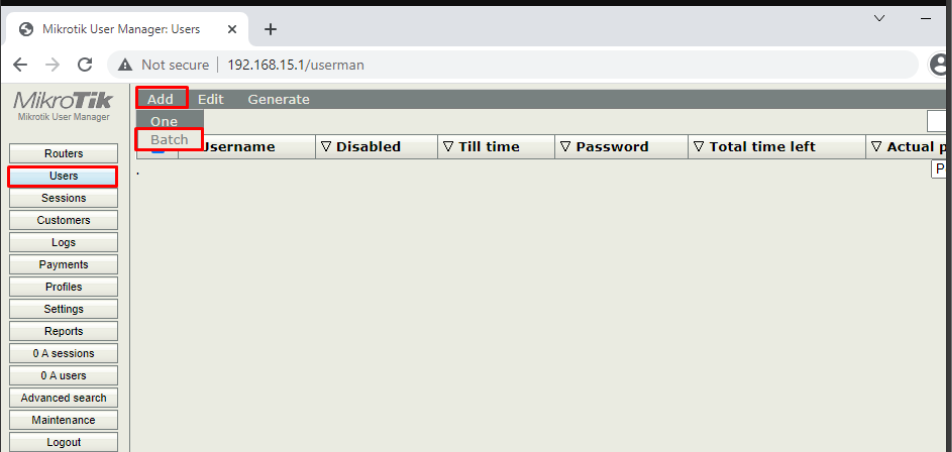 Mikrotik User Manager: Users
Not secure 192.168.15.1/userman
MikroTik
Mikrotik User Manager
Add Edit Generate
One
Batch
Username ▽ Disabled ▽ Till time ▽ Password ▽ Total time left ▽ Actual p
P
Routers
Users
Sessions
Customers
Logs
Payments
Profiles
Settings
Reports
0 A sessions
0 A users
Advanced search
Maintenance
Logout